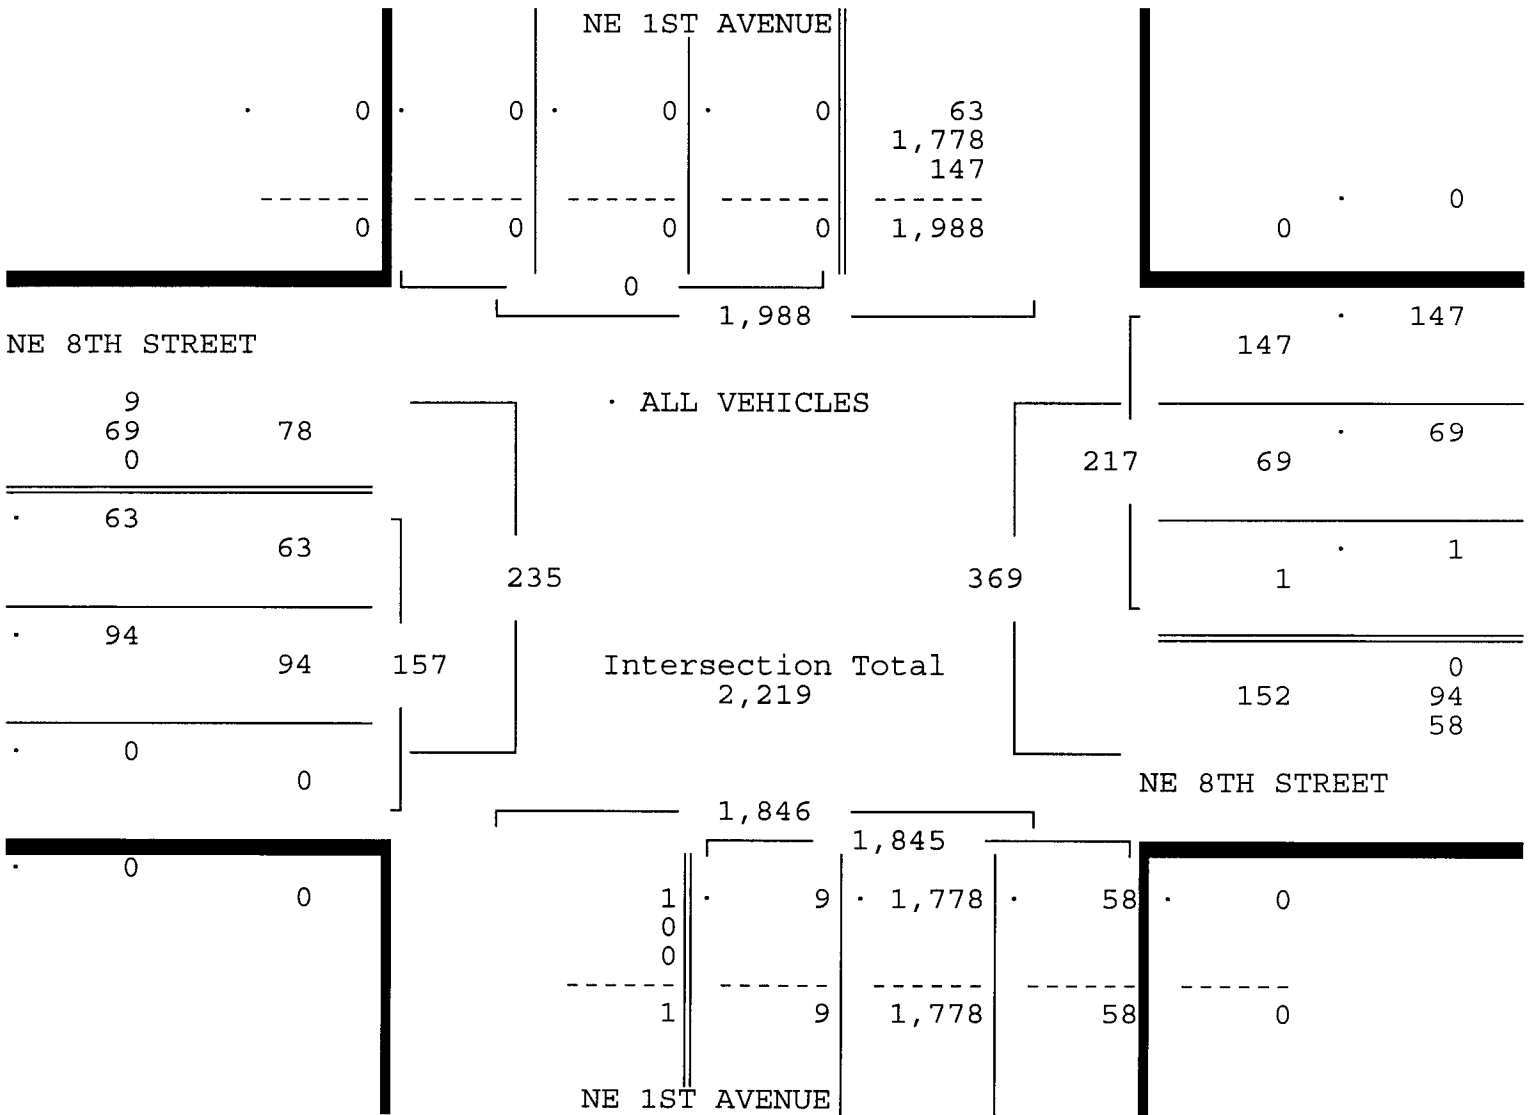 NE 1ST AVENUE
· 0 · 0 · 0 · 0 63
1,778
147
------ ------ ------ ------ ------
· 0
0 0 0 0 1,988 0
0
1,988 · 147
NE 8TH STREET 147
9 · ALL VEHICLES
69 78 · 69
0 217 69
· 63
63 · 1
235 369 1
· 94
94 157 Intersection Total 0
2,219 152 94
58
· 0
0 NE 8TH STREET
1,846
1,845
· 0
0 1 · 9 · 1,778 · 58 · 0
0
0
------ ------ ------ ------ ------
1 9 1,778 58 0
NE 1ST AVENUE